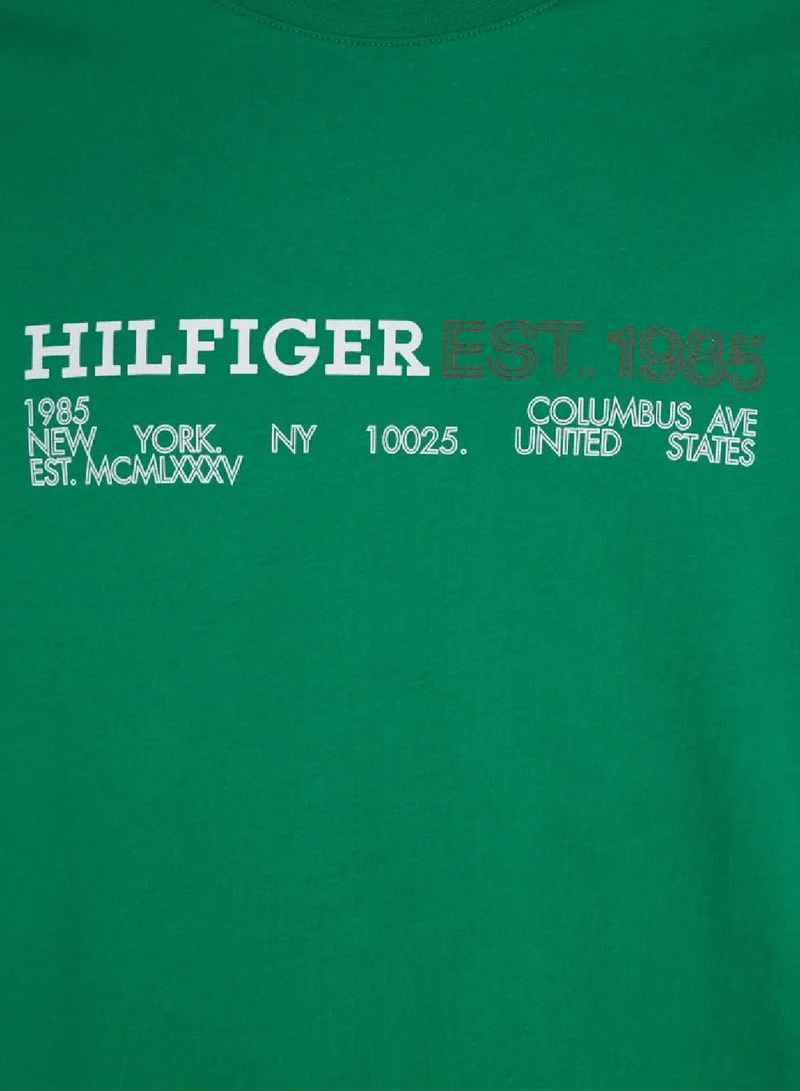 HILFIGER EST. 1985
1985 COLUMBUS AVE
NEW YORK. NY 10025. UNITED STATES
EST. MCMLXXXV